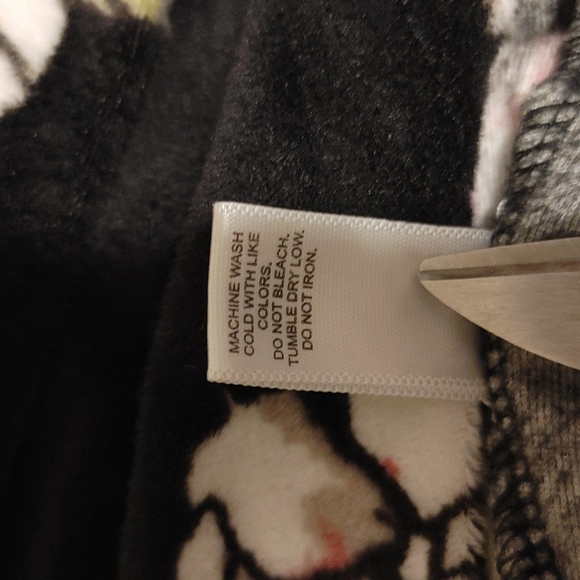 MACHINE WASH
COLD WITH LIKE
COLORS.
DO NOT BLEACH.
TUMBLE DRY LOW.
DO NOT IRON.